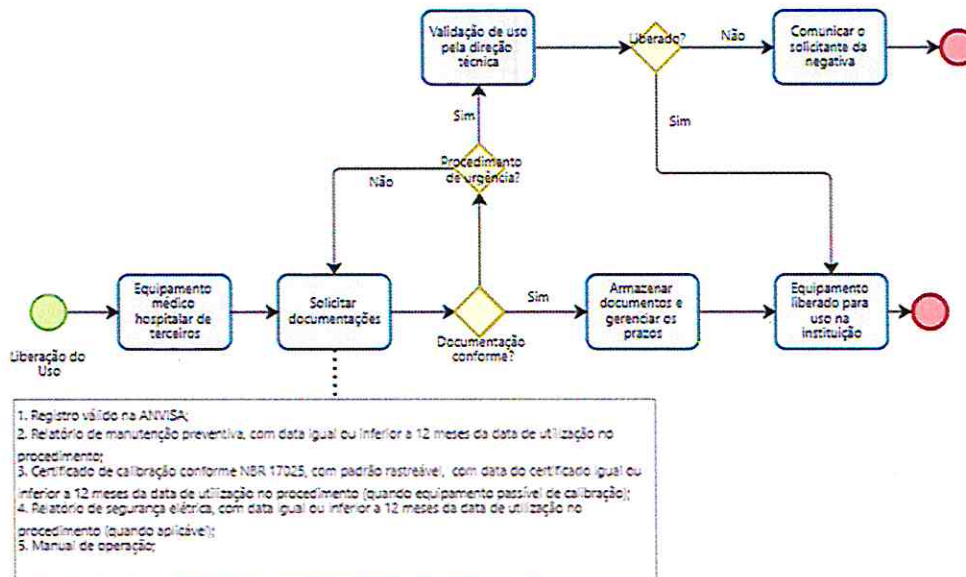 Validação de uso
pela direção
técnica
Liberado?
Não
Comunicar o
solicitante da
negativa
Sim
Sim
Procedimento
de urgência?
Não
Equipamento
médico
hospitalar de
terceiros
Solicitar
documentações
Sim
Armazenar
documentos e
gerenciar os
prazos
Equipamento
liberado para
uso na
instituição
Liberação do
Uso
Documentação
conforme?
1. Registro válido na ANVISA;
2. Relatório de manutenção preventiva, com data igual ou inferior a 12 meses da data de utilização no
procedimento;
3. Certificado de calibração conforme NBR 17025, com padrão rastreável, com data do certificado igual ou
inferior a 12 meses da data de utilização no procedimento (quando equipamento passível de calibração);
4. Relatório de segurança elétrica, com data igual ou inferior a 12 meses da data de utilização no
procedimento (quando aplicável);
5. Manual de operação;